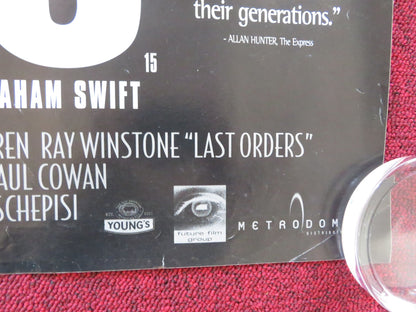 their generations."
- ALLAN HUNTER, The Express
15
AHAM SWIFT
REN RAY WINSTONE "LAST ORDERS"
AUL COWAN
SCHEPISI
YOUNG'S
future film
group
METRODOM
DISTRIBUT